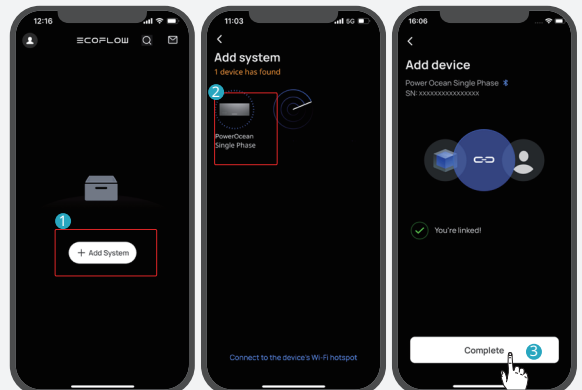 12:16
ECOFLOW
1
+ Add System
11:03
5G
Add system
1 device has found
2
PowerOcean
Single Phase
Connect to the device's Wi-Fi hotspot
16:06
Add device
Power Ocean Single Phase
SN: xxxxxxxxxxxxxxx
You're linked!
Complete
3